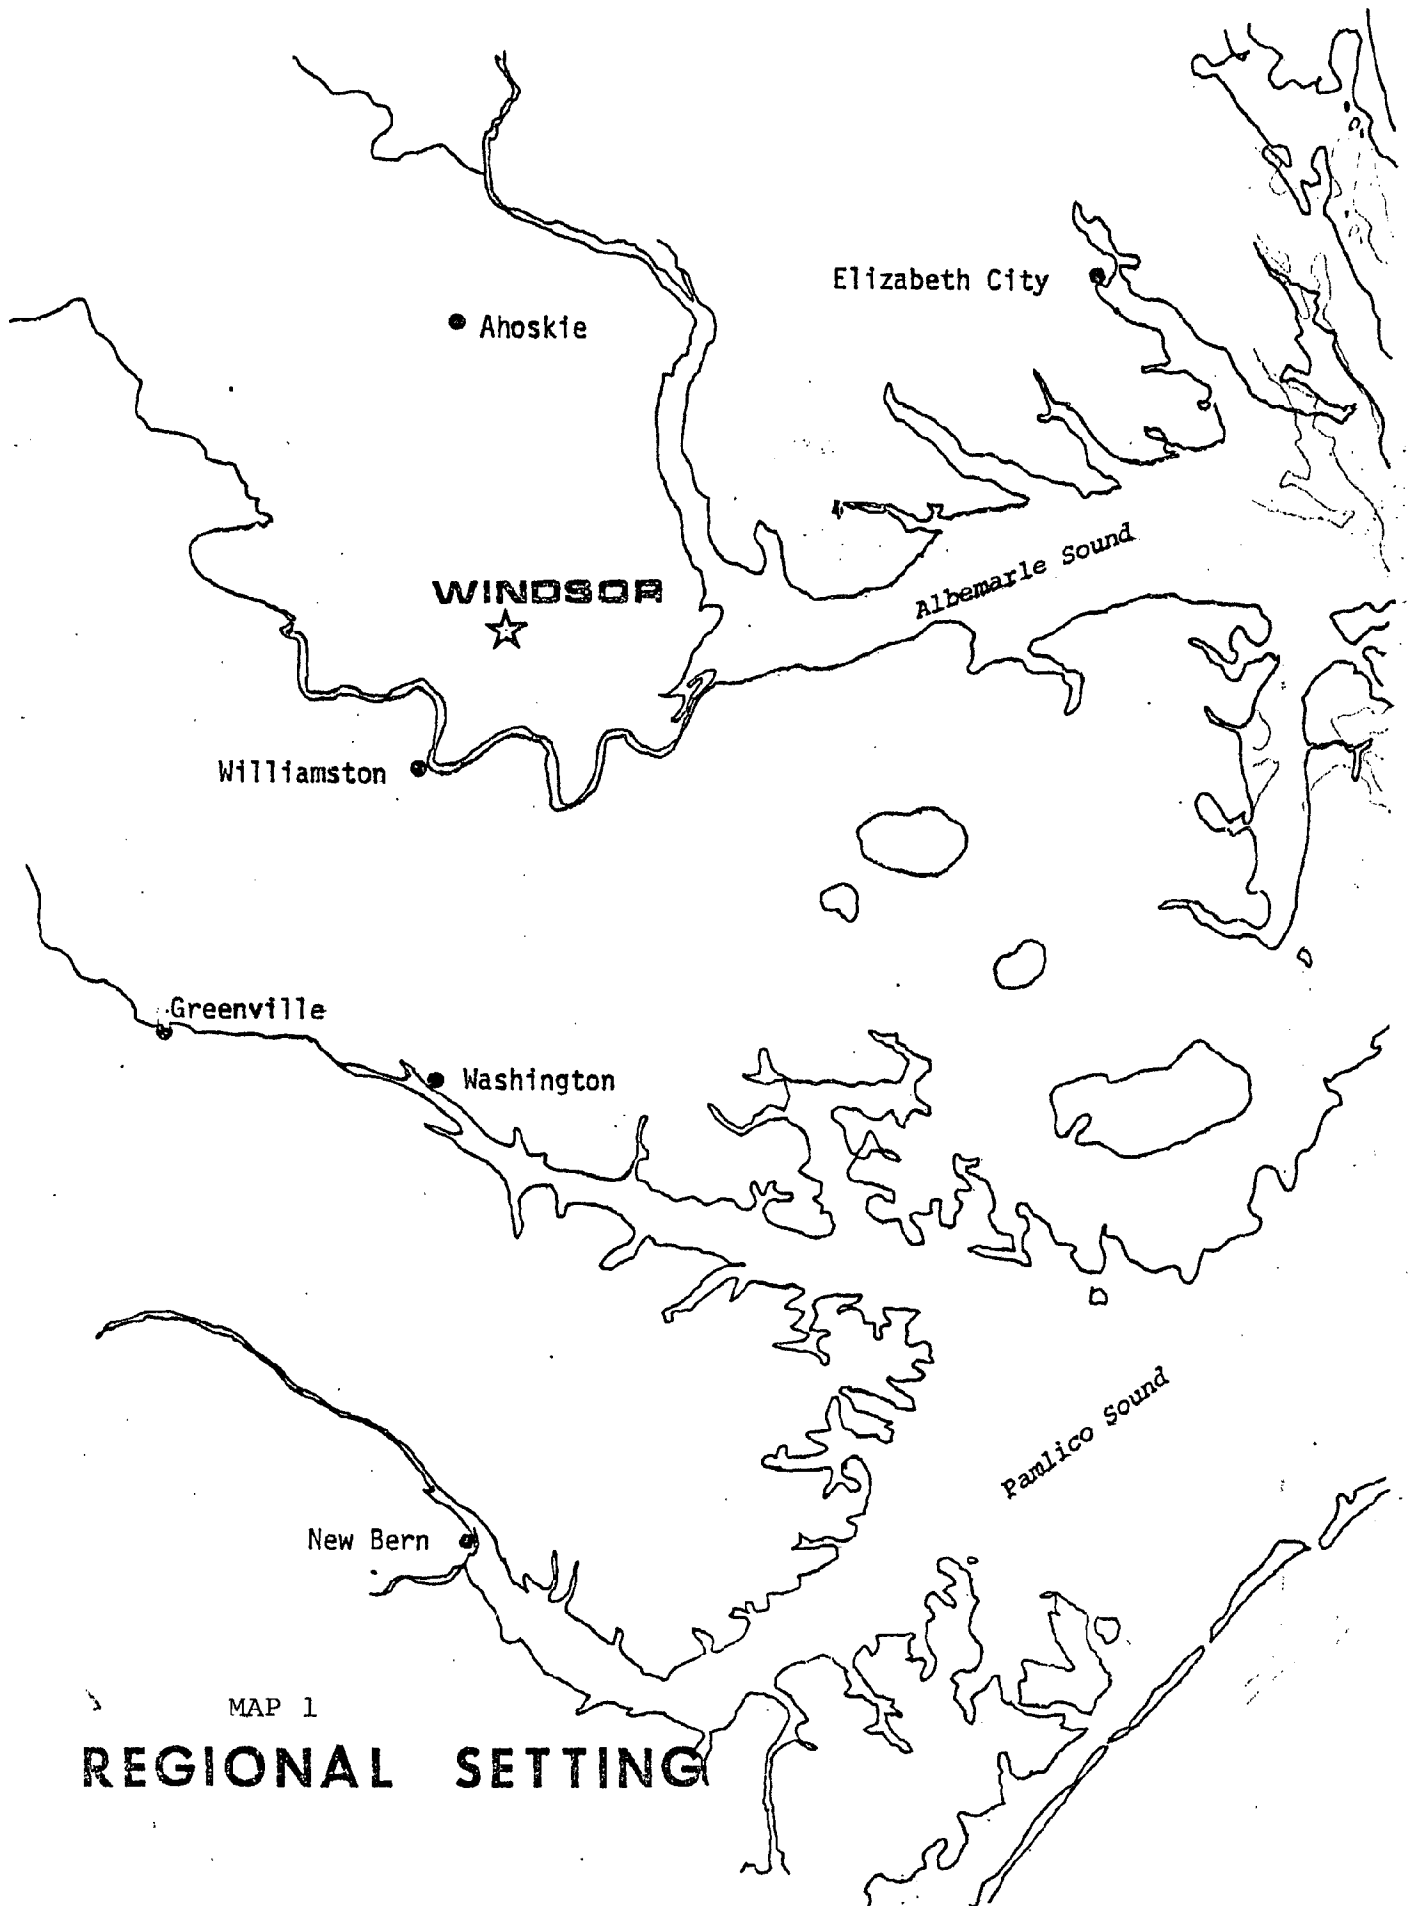 Elizabeth City
Ahoskie
Albemarle Sound
WINDSOR
Williamston
Greenville
Washington
Pamlico Sound
New Bern
MAP 1
REGIONAL SETTING